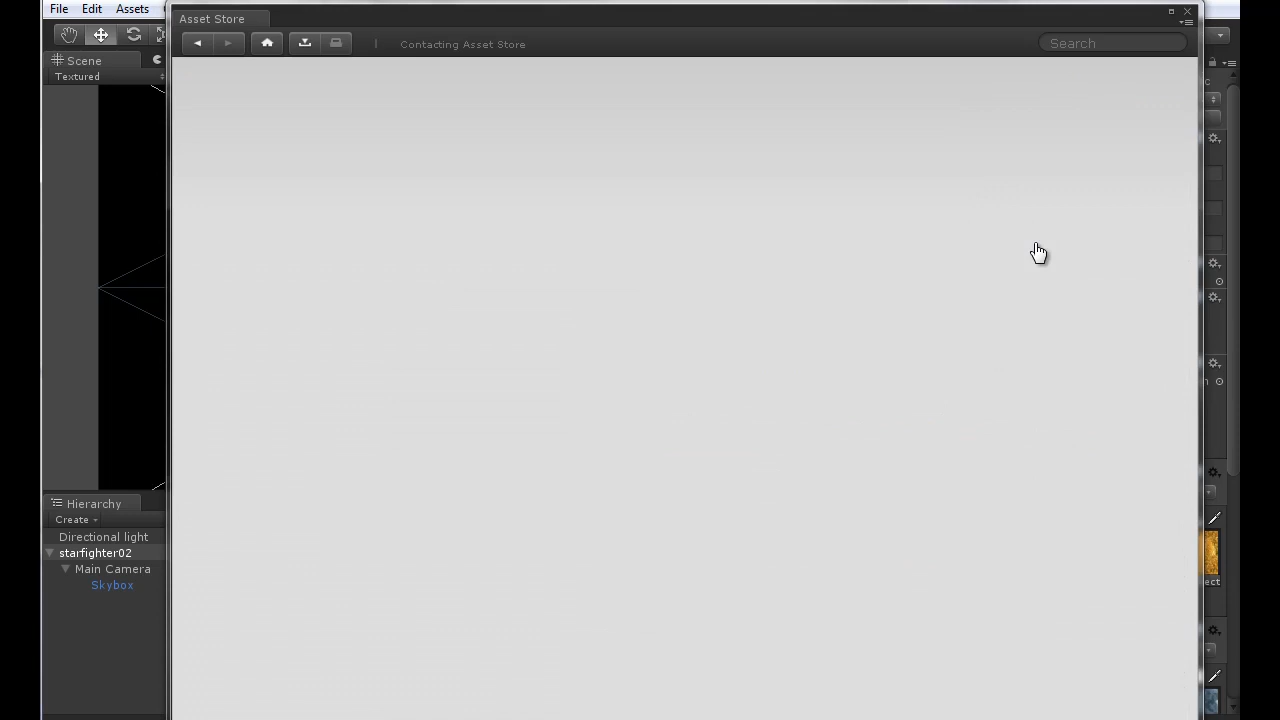 File Edit Assets
Asset Store
Contacting Asset Store
Search
Scene
Textured
Hierarchy
Create
Directional light
starfighter02
Main Camera
Skybox
ect